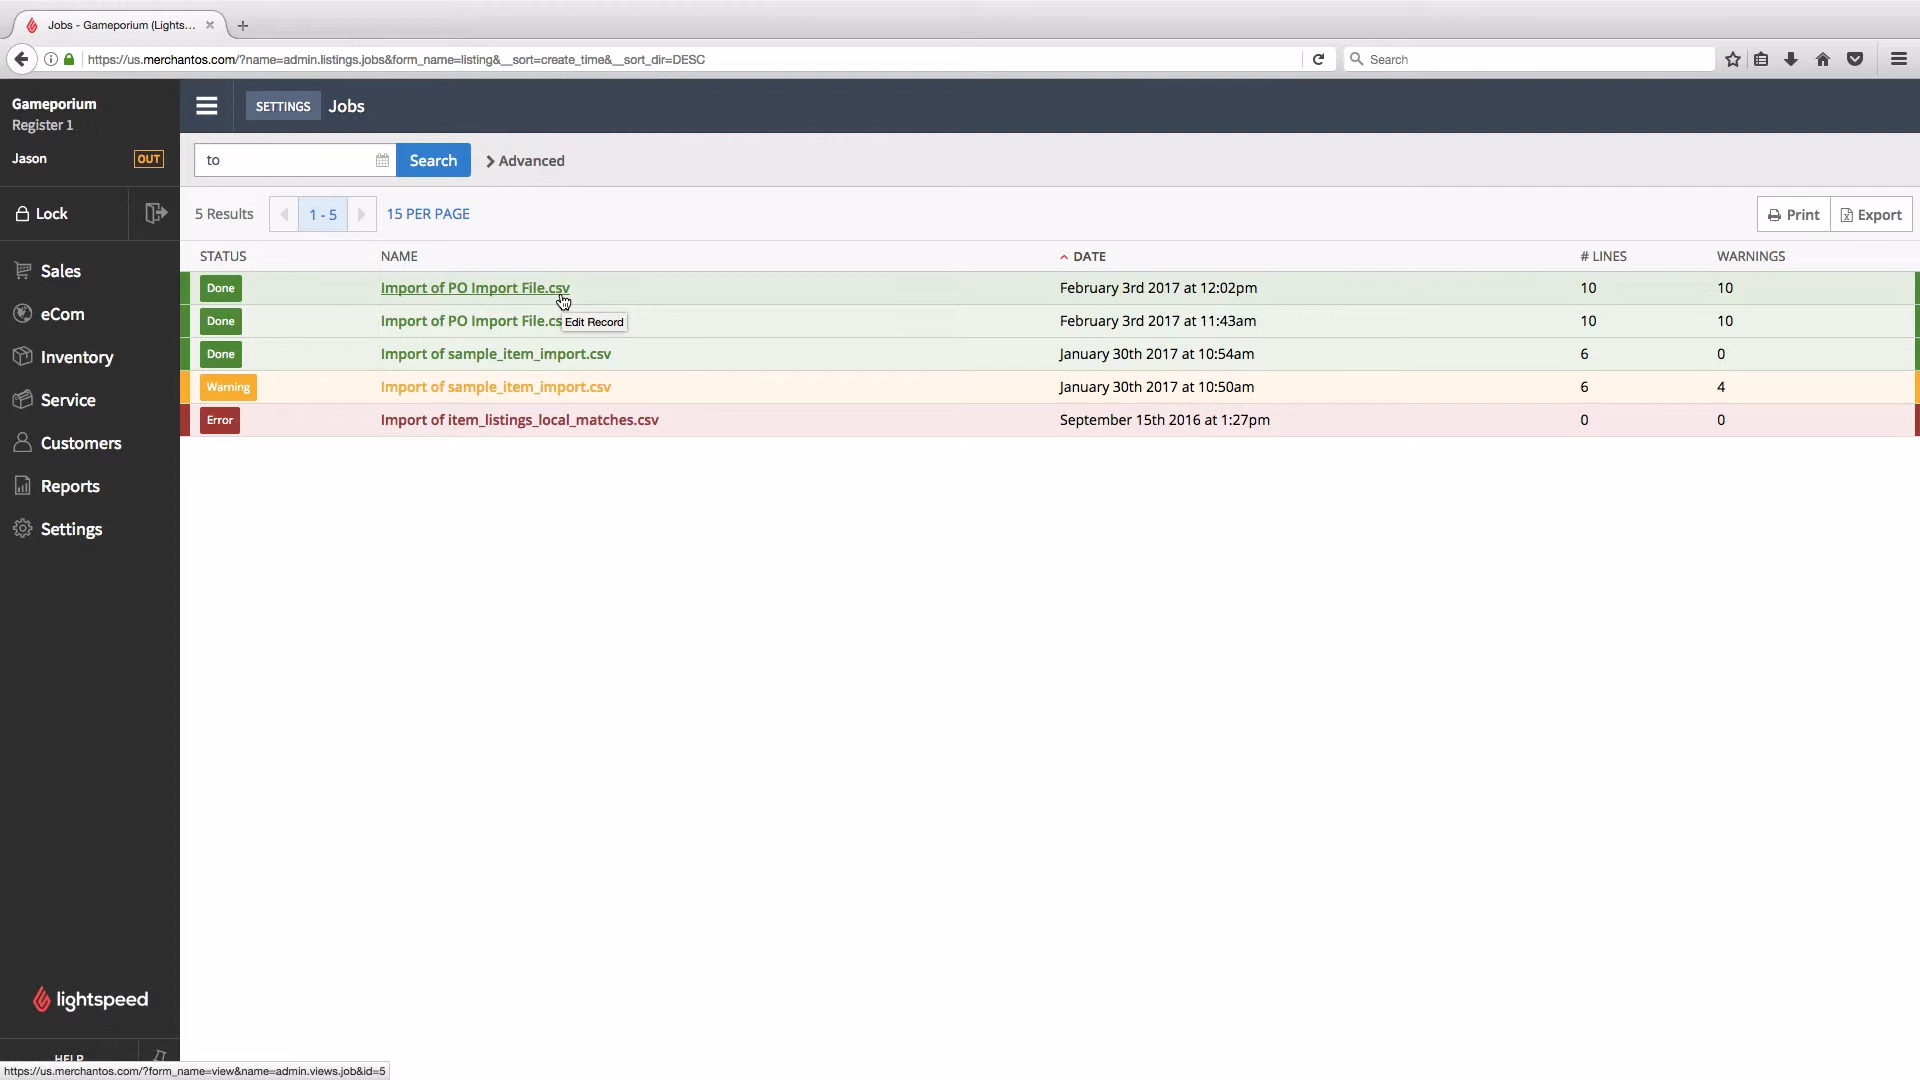 Jobs - Gameporium (Lights...
https://us.merchantos.com/?name=admin.listings.jobs&form_name=listing&__sort=create_time&__sort_dir=DESC
Search
Gameporium
Register 1
Jason
OUT
Lock
Sales
eCom
Inventory
Service
Customers
Reports
Settings
lightspeed
HELP
SETTINGS Jobs
to Search Advanced
5 Results 1 - 5 15 PER PAGE Print Export
STATUS NAME DATE # LINES WARNINGS
Done Import of PO Import File.csv February 3rd 2017 at 12:02pm 10 10
Done Import of PO Import File.cs February 3rd 2017 at 11:43am 10 10
Edit Record
Done Import of sample_item_import.csv January 30th 2017 at 10:54am 6 0
Warning Import of sample_item_import.csv January 30th 2017 at 10:50am 6 4
Error Import of item_listings_local_matches.csv September 15th 2016 at 1:27pm 0 0
https://us.merchantos.com/?form_name=view&name=admin.views.job&id=5